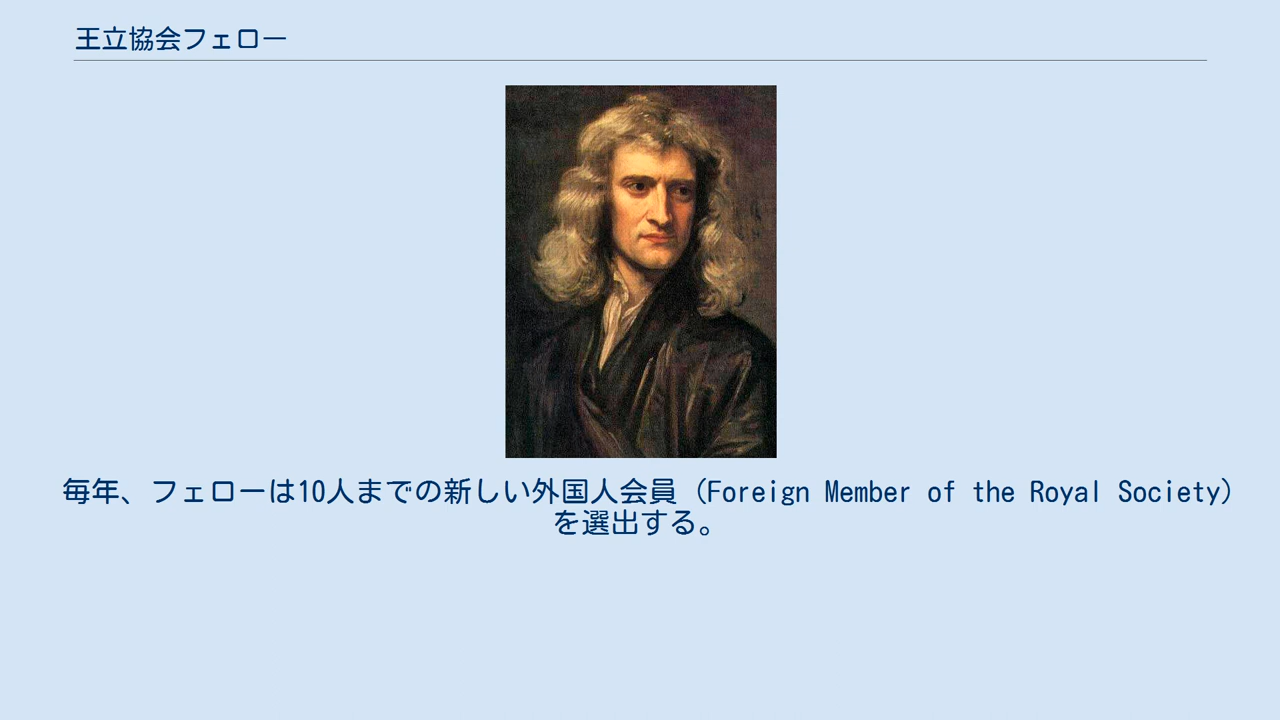 王立協会フェロー
毎年、フェローは10人までの新しい外国人会員（Foreign Member of the Royal Society）
を選出する。